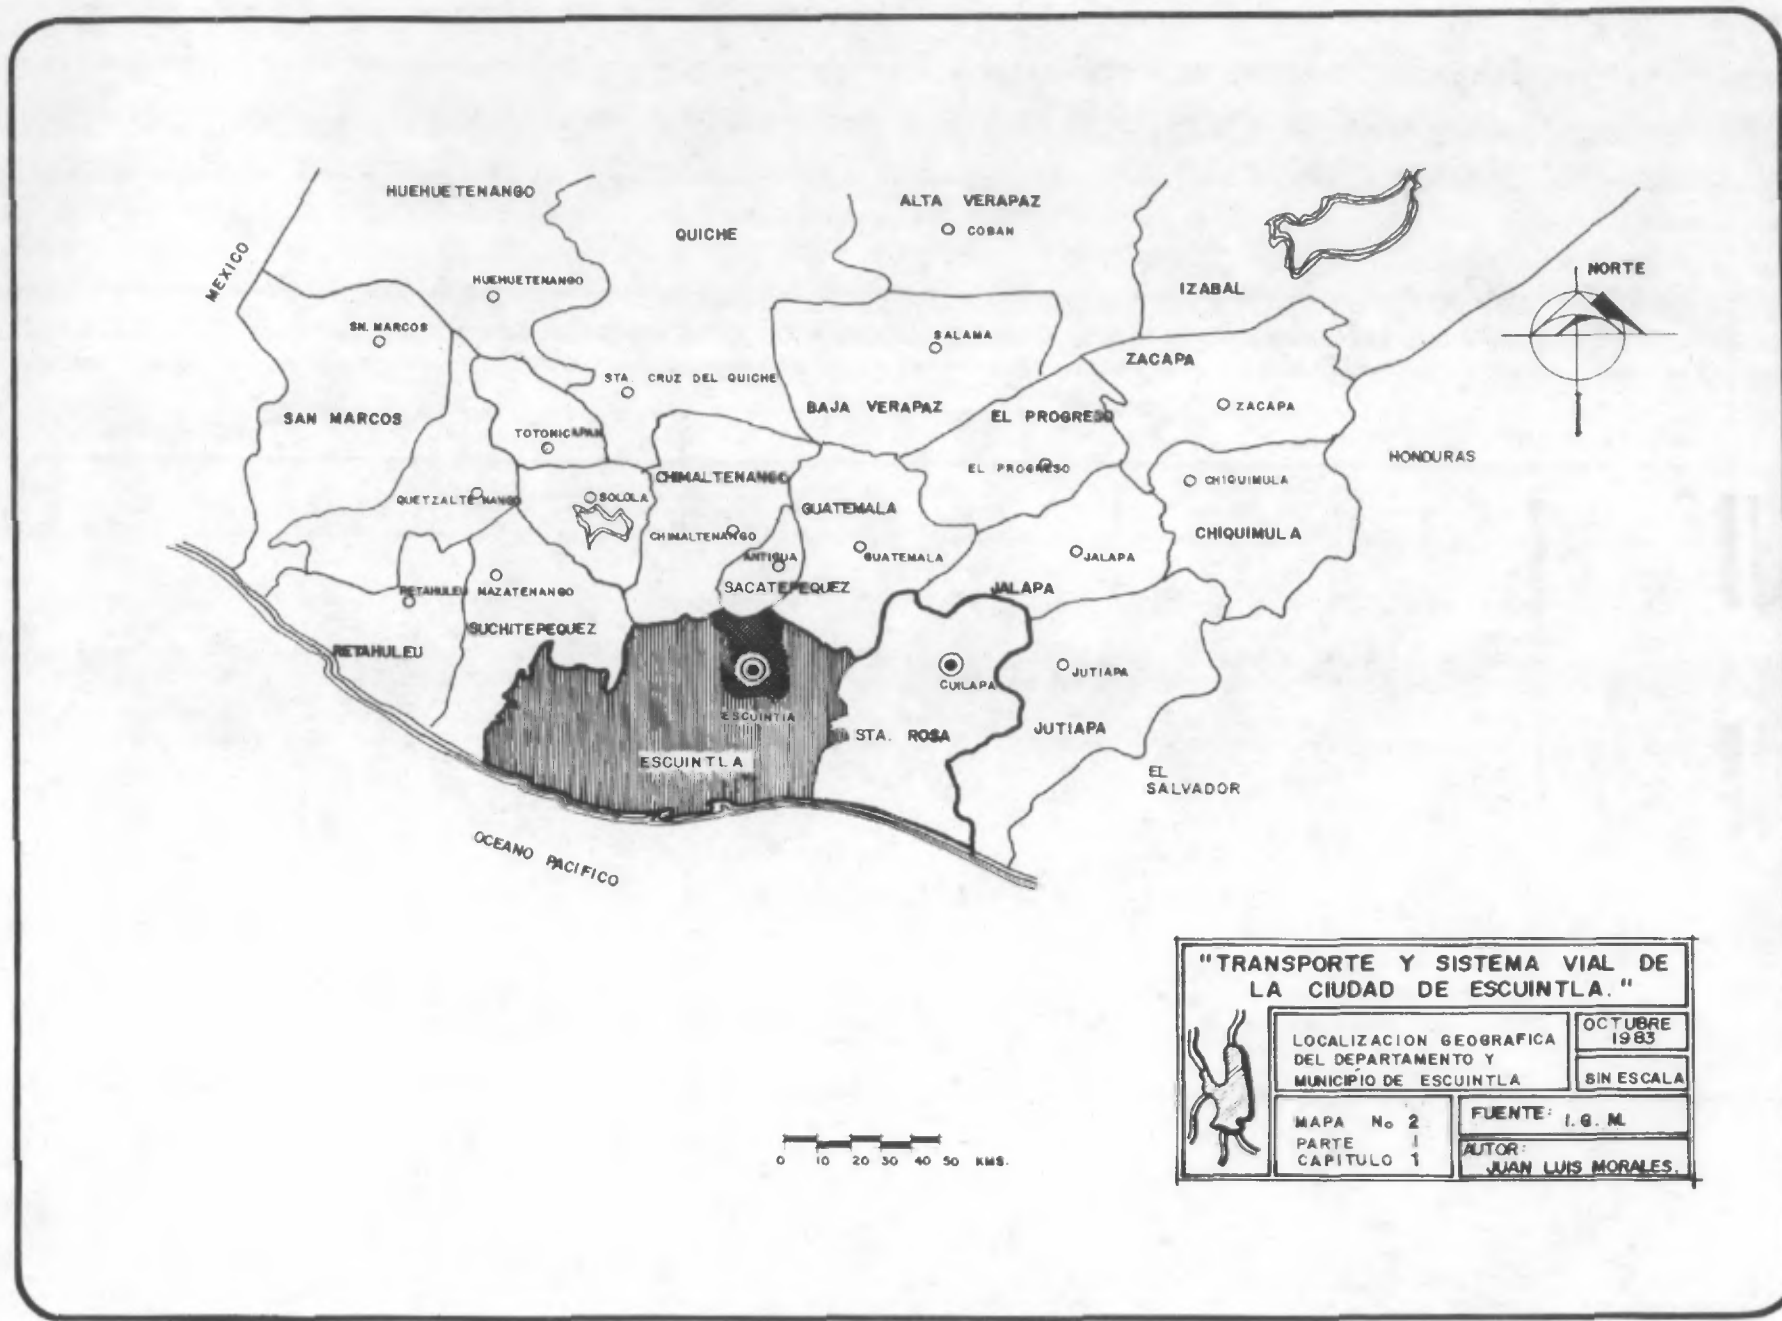 HUEHUETENANGO
ALTA VERAPAZ
COBAN
QUICHE
MEXICO
HUEHUETENANGO
IZABAL
NORTE
SN. MARCOS
SALAMA
ZACAPA
STA. CRUZ DEL QUICHE
SAN MARCOS
BAJA VERAPAZ
EL PROGRESO
ZACAPA
TOTONICAPAN
HONDURAS
EL PROGRESO
CHIMALTENANGO
CHIQUIMULA
QUETZALTENANGO
SOLOLA
GUATEMALA
CHIMALTENANGO
CHIQUIMULA
ANTIGUA
GUATEMALA
JALAPA
RETAHULEU
MAZATENANGO
SACATEPEQUEZ
JALAPA
SUCHITEPEQUEZ
RETAHULEU
CUILAPA
JUTIAPA
ESCUINTLA
STA. ROSA
JUTIAPA
ESCUINTLA
EL
SALVADOR
OCEANO PACIFICO
"TRANSPORTE Y SISTEMA VIAL DE
LA CIUDAD DE ESCUINTLA."
LOCALIZACION GEOGRAFICA
DEL DEPARTAMENTO Y
MUNICIPIO DE ESCUINTLA
OCTUBRE
1983
SIN ESCALA
MAPA No 2
PARTE I
CAPITULO 1
FUENTE: I.G.M.
AUTOR:
JUAN LUIS MORALES.
0 10 20 30 40 50 KMS.